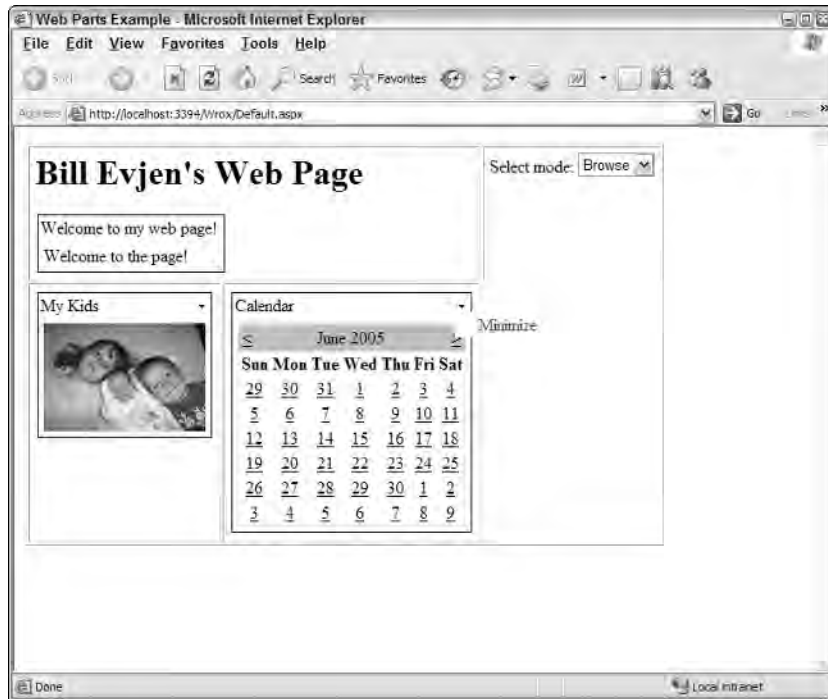 Web Parts Example - Microsoft Internet Explorer
File Edit View Favorites Tools Help
Search Favorites
Address http://localhost:3394/Wrox/Default.aspx Go »
Bill Evjen's Web Page
Select mode: Browse
Welcome to my web page!
Welcome to the page!
My Kids
Calendar
Minimize
< June 2005 >
Sun Mon Tue Wed Thu Fri Sat
29 30 31 1 2 3 4
5 6 7 8 9 10 11
12 13 14 15 16 17 18
19 20 21 22 23 24 25
26 27 28 29 30 1 2
3 4 5 6 7 8 9
Done Local intranet